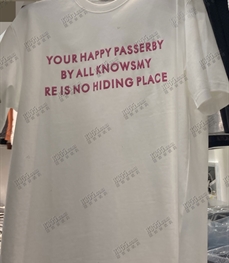 YOUR HAPPY PASSERBY
BY ALL KNOWSMY
RE IS NO HIDING PLACE